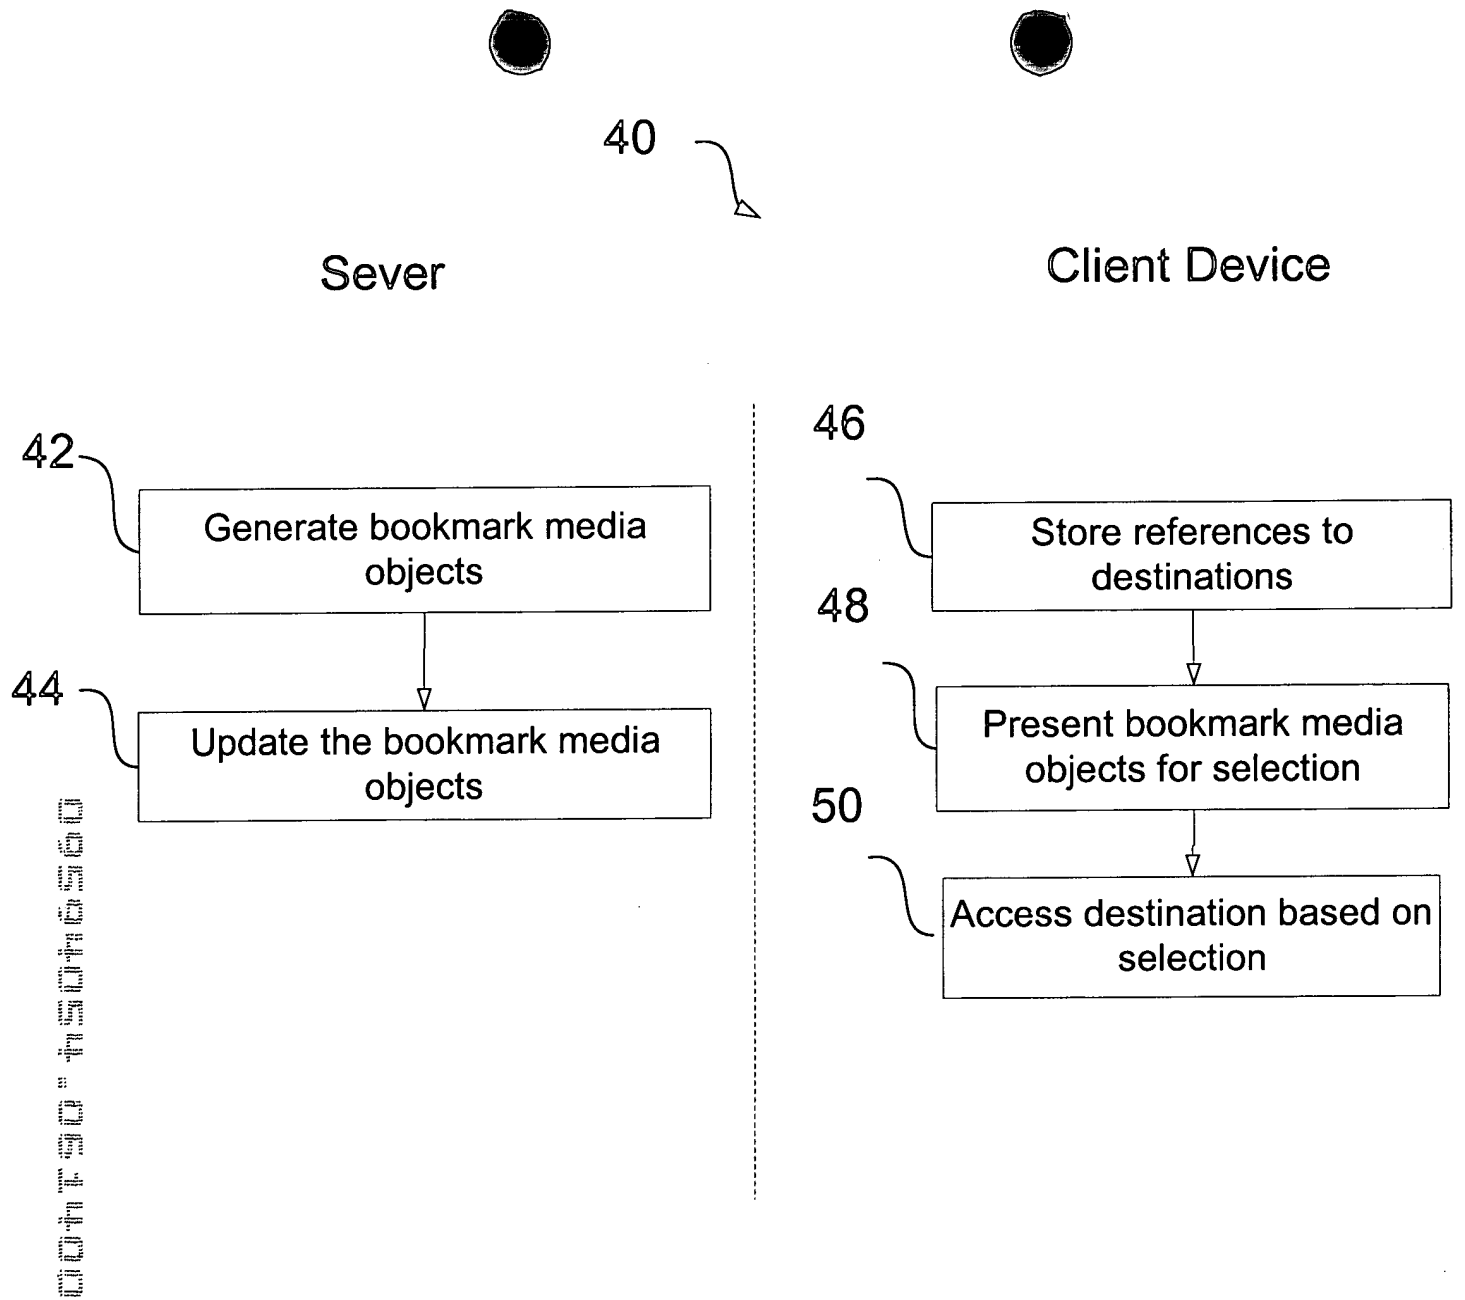 40
Sever
Client Device
42
Generate bookmark media
objects
44
Update the bookmark media
objects
46
Store references to
destinations
48
Present bookmark media
objects for selection
50
Access destination based on
selection